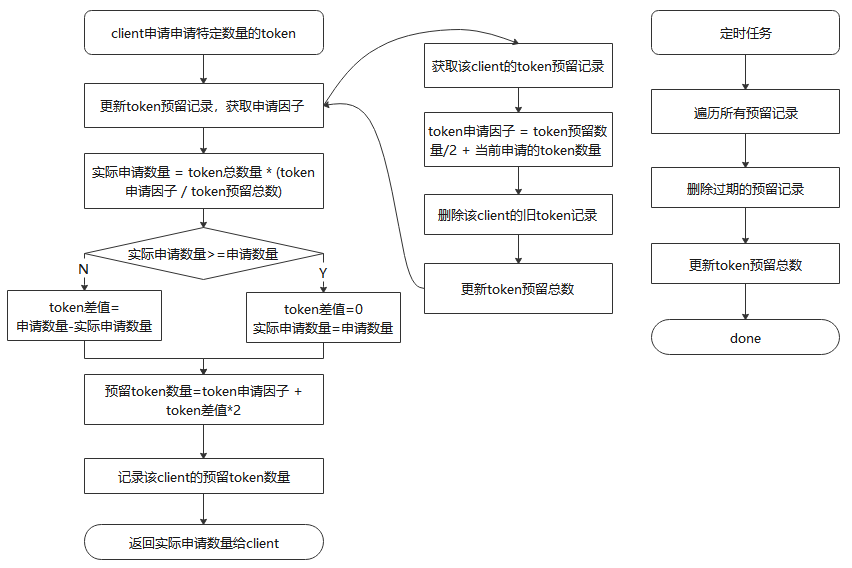 client申请申请特定数量的token
更新token预留记录，获取申请因子
实际申请数量 = token总数量 * (token
申请因子 / token预留总数)
实际申请数量>=申请数量
N
Y
token差值=
申请数量-实际申请数量
token差值=0
实际申请数量=申请数量
预留token数量=token申请因子 +
token差值*2
记录该client的预留token数量
返回实际申请数量给client
获取该client的token预留记录
token申请因子 = token预留数
量/2 + 当前申请的token数量
删除该client的旧token记录
更新token预留总数
定时任务
遍历所有预留记录
删除过期的预留记录
更新token预留总数
done